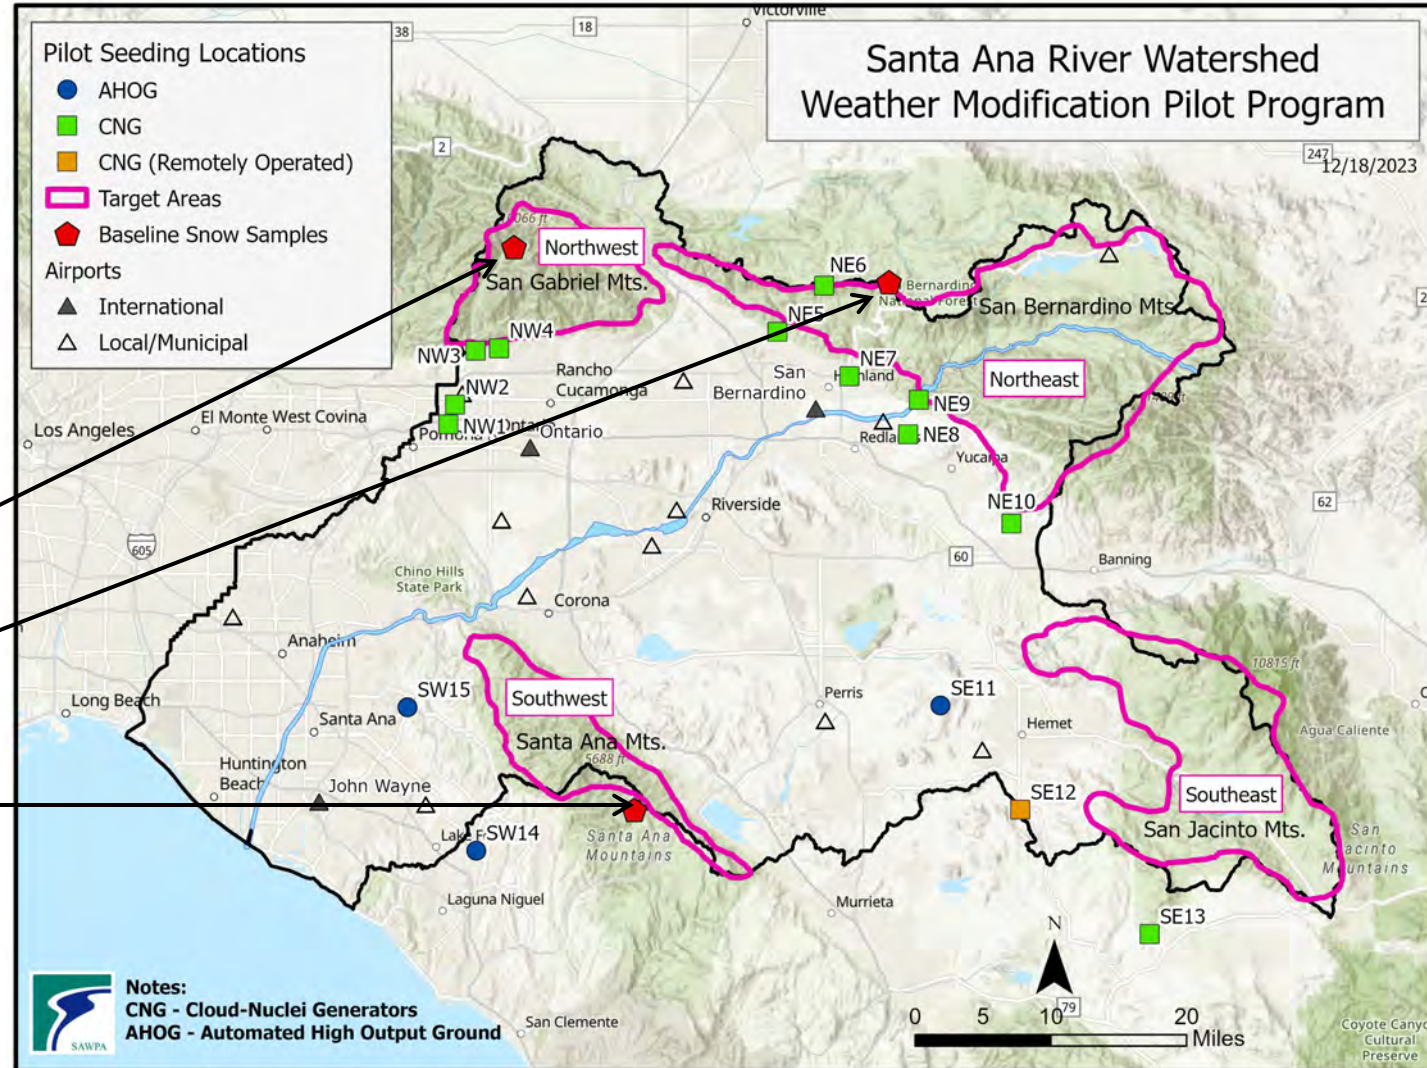 Victorville
38
18
Pilot Seeding Locations
AHOG
CNG
CNG (Remotely Operated)
Target Areas
Baseline Snow Samples
Airports
International
Local/Municipal
Santa Ana River Watershed
Weather Modification Pilot Program
247
12/18/2023
2
Northwest
San Gabriel Mts.
NE6
Bernardino
San Bernardino Mts.
NE5
NW4
NW3
Rancho
Cucamonga
San
Bernardino
NE7
Northeast
NW2
NE9
El Monte
West Covina
Los Angeles
NW1
Ontario
NE8
Yucaipa
NE10
Riverside
62
605
60
Banning
Chino Hills
State Park
Corona
Anaheim
10815 ft
Long Beach
SW15
Southwest
Perris
SE11
Santa Ana
Hemet
Agua Caliente
Santa Ana Mts.
5688 ft
Huntington
Beach
John Wayne
SE12
Southeast
San Jacinto Mts.
SW14
Santa Ana
Mountains
San
Jacinto
Mountains
Laguna Niguel
Murrieta
SE13
N
79
0 5 10 20
Miles
SAWPA
Notes:
CNG - Cloud-Nuclei Generators
AHOG - Automated High Output Ground
San Clemente
Cultural
Preserve